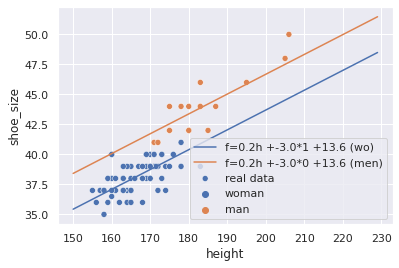 50.0
47.5
45.0
42.5
40.0
37.5
35.0
shoe_size
f=0.2h +-3.0*1 +13.6 (wo)
f=0.2h +-3.0*0 +13.6 (men)
real data
woman
man
150 160 170 180 190 200 210 220 230
height